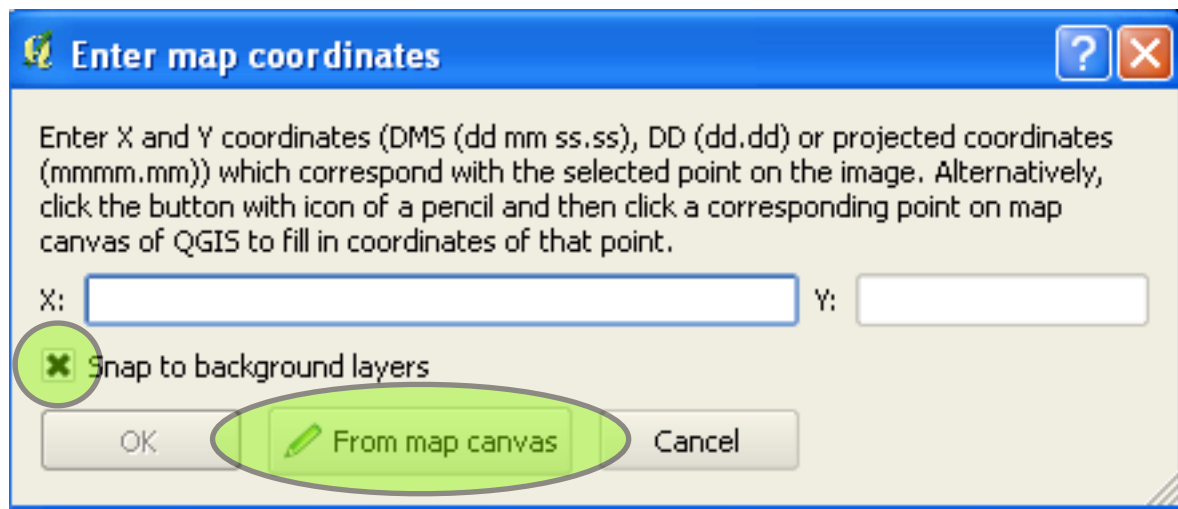 Enter map coordinates
Enter X and Y coordinates (DMS (dd mm ss.ss), DD (dd.dd) or projected coordinates
(mmmm.mm)) which correspond with the selected point on the image. Alternatively,
click the button with icon of a pencil and then click a corresponding point on map
canvas of QGIS to fill in coordinates of that point.
X: Y:
Snap to background layers
OK From map canvas Cancel